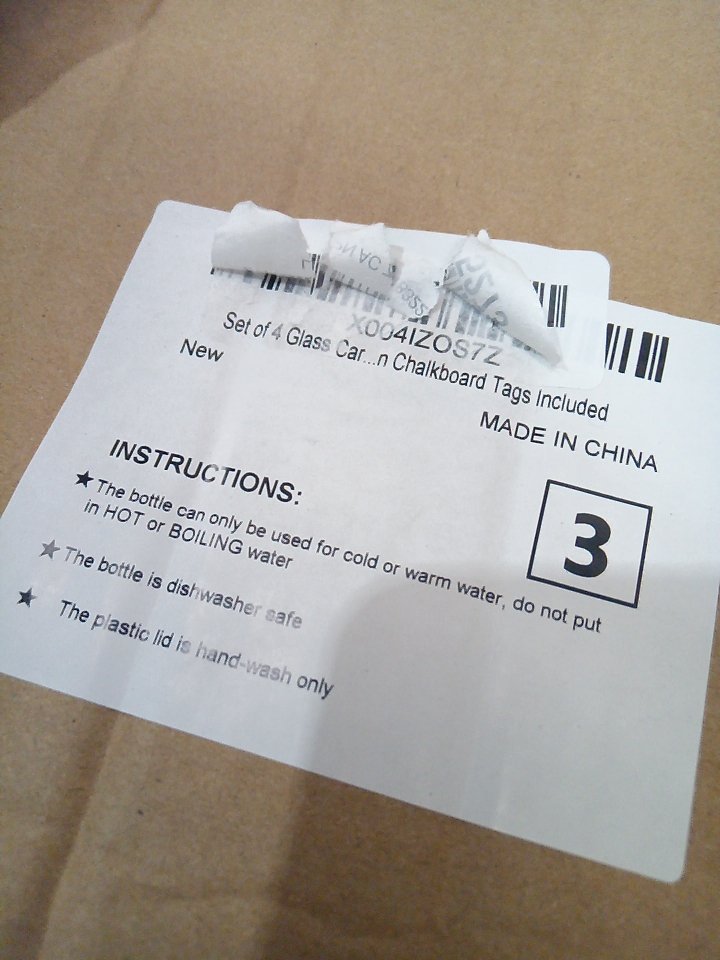 X004IZOS7Z
Set of 4 Glass Car...n Chalkboard Tags Included
New
MADE IN CHINA
INSTRUCTIONS:
3
★ The bottle can only be used for cold or warm water, do not put
in HOT or BOILING water
★ The bottle is dishwasher safe
★ The plastic lid is hand-wash only